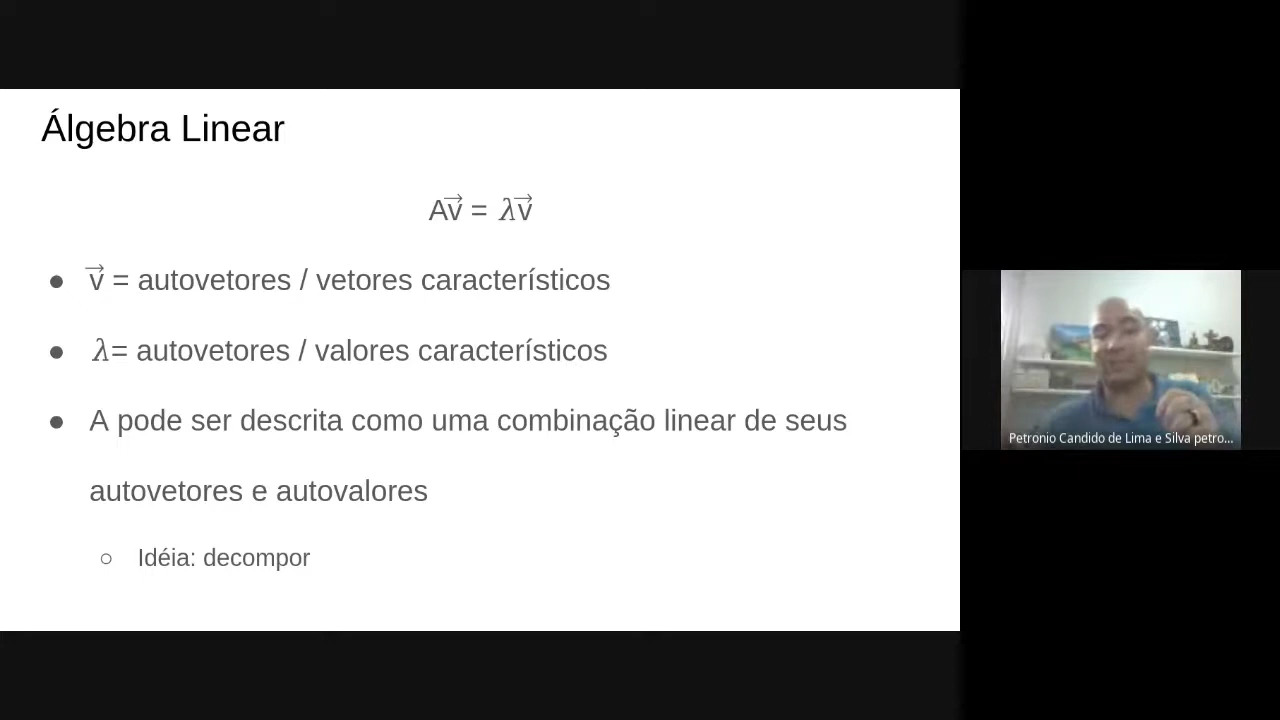 Álgebra Linear
Av⃗ = λv⃗
● v⃗ = autovetores / vetores característicos
● λ= autovetores / valores característicos
● A pode ser descrita como uma combinação linear de seus
autovetores e autovalores
○ Idéia: decompor
Petronio Candido de Lima e Silva petro...